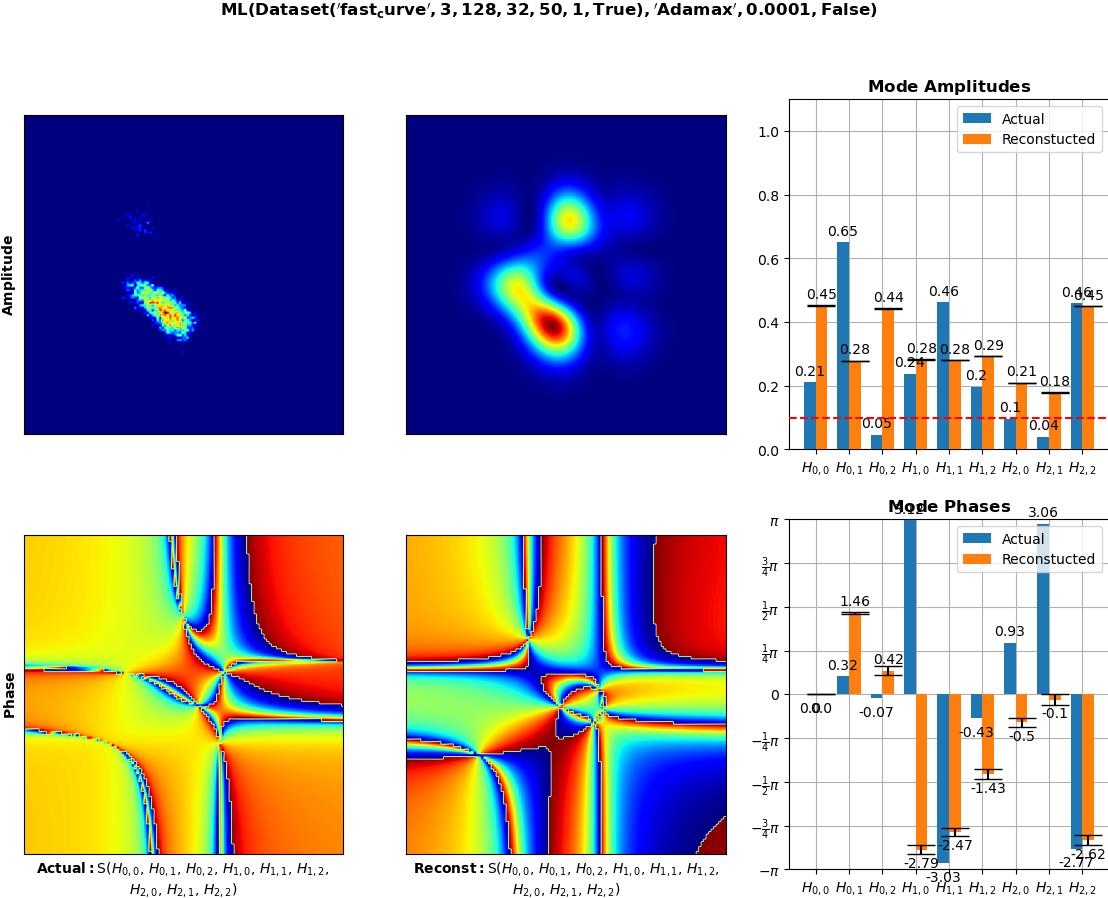 ML(Dataset('fast_curve', 3, 128, 32, 50, 1, True), 'Adamax', 0.0001, False)
Mode Amplitudes
Amplitude
Actual
Reconstucted
1.0
0.8
0.6
0.4
0.2
0.0
0.21
0.45
0.65
0.28
0.05
0.44
0.24
0.28
0.46
0.28
0.2
0.29
0.1
0.21
0.04
0.18
0.46
0.45
H0,0 H0,1 H0,2 H1,0 H1,1 H1,2 H2,0 H2,1 H2,2
Mode Phases
Phase
Actual
Reconstucted
π
3/4π
1/2π
1/4π
0
−1/4π
−1/2π
−3/4π
−π
0.0
0.0
0.32
1.46
-0.07
0.42
3.12
-2.79
-3.03
-2.47
-0.43
-1.43
0.93
-0.5
3.06
-0.1
-2.77
-2.62
H0,0 H0,1 H0,2 H1,0 H1,1 H1,2 H2,0 H2,1 H2,2
Actual: S(H0,0, H0,1, H0,2, H1,0, H1,1, H1,2,
H2,0, H2,1, H2,2)
Reconst: S(H0,0, H0,1, H0,2, H1,0, H1,1, H1,2,
H2,0, H2,1, H2,2)